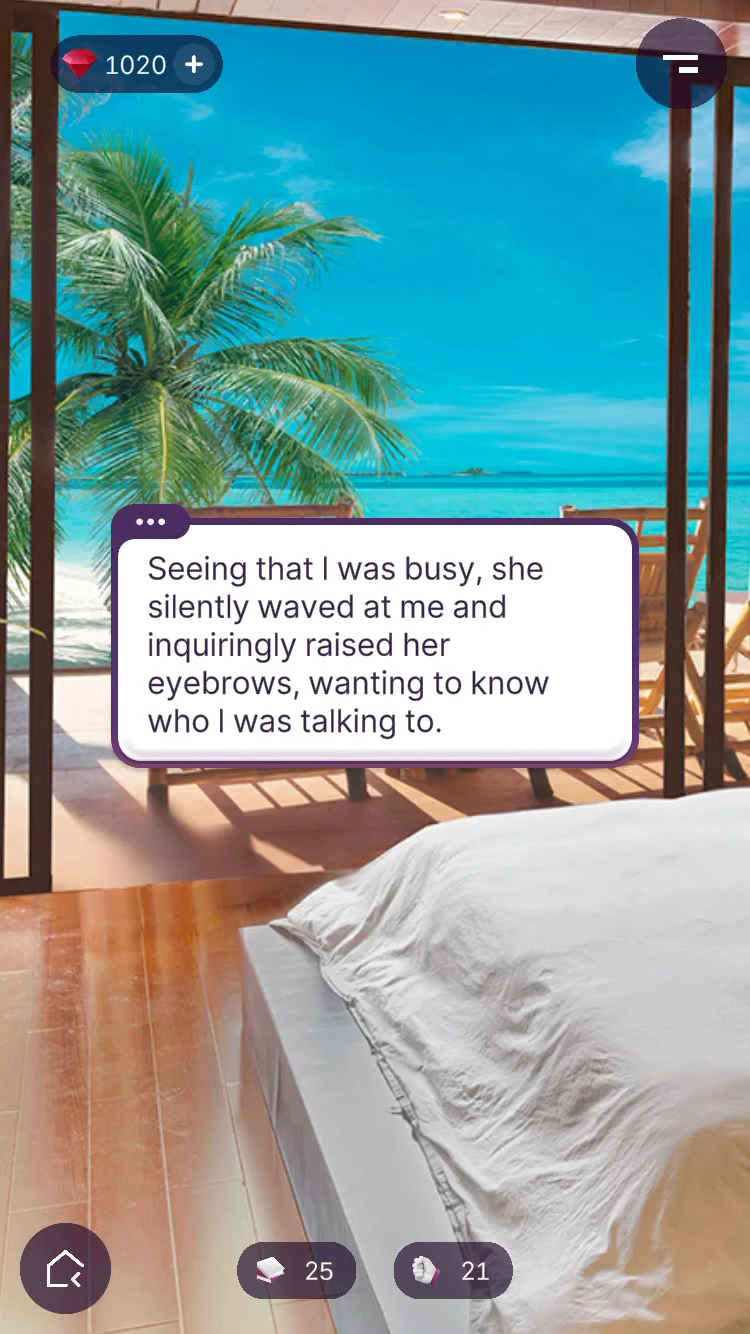 1020
Seeing that I was busy, she
silently waved at me and
inquiringly raised her
eyebrows, wanting to know
who I was talking to.
25
21